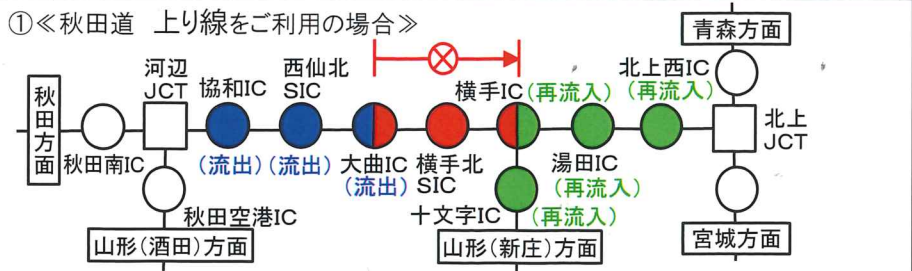 ①≪秋田道 上り線をご利用の場合≫
青森方面
河辺
JCT
協和IC
西仙北
SIC
横手IC
(再流入)
北上西IC
(再流入)
秋田方面
北上
JCT
秋田南IC
(流出)
(流出)
大曲IC
(流出)
横手北
SIC
湯田IC
(再流入)
秋田空港IC
十文字IC
(再流入)
山形(酒田)方面
山形(新庄)方面
宮城方面